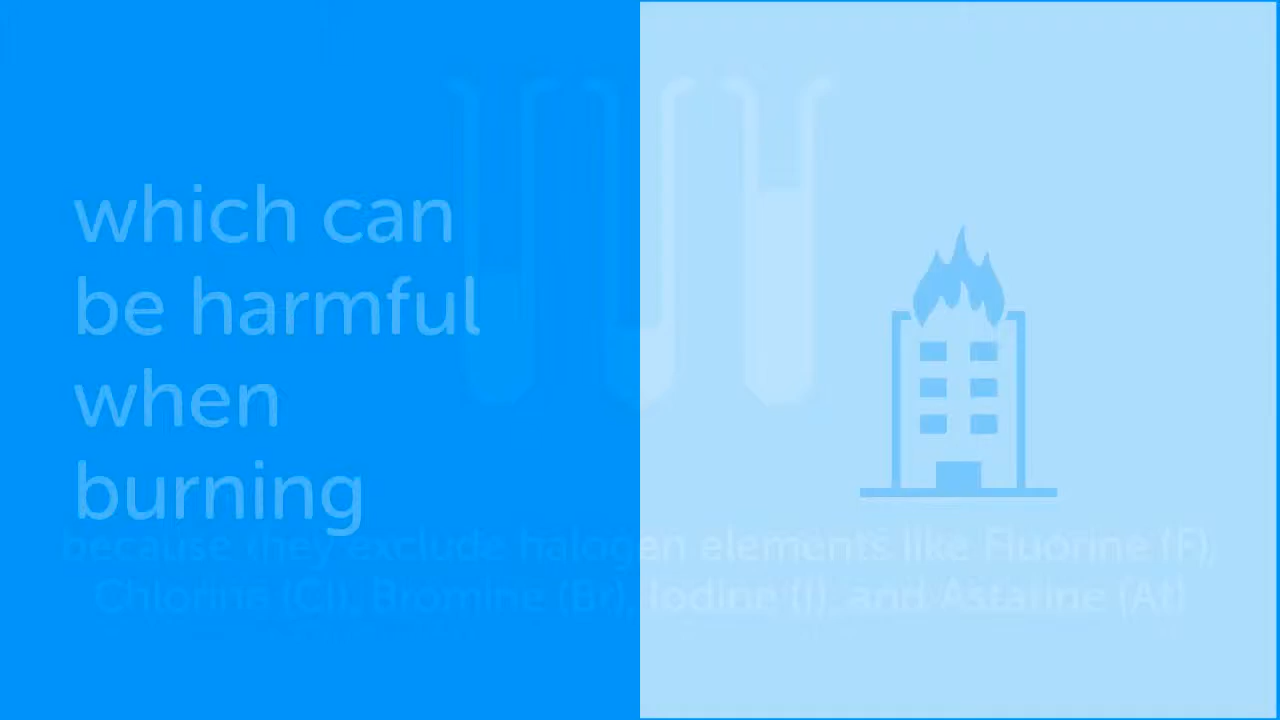 which can
be harmful
when
burning
because they exclude halogen elements like Fluorine (F),
Chlorine (Cl), Bromine (Br), Iodine (I), and Astatine (At)